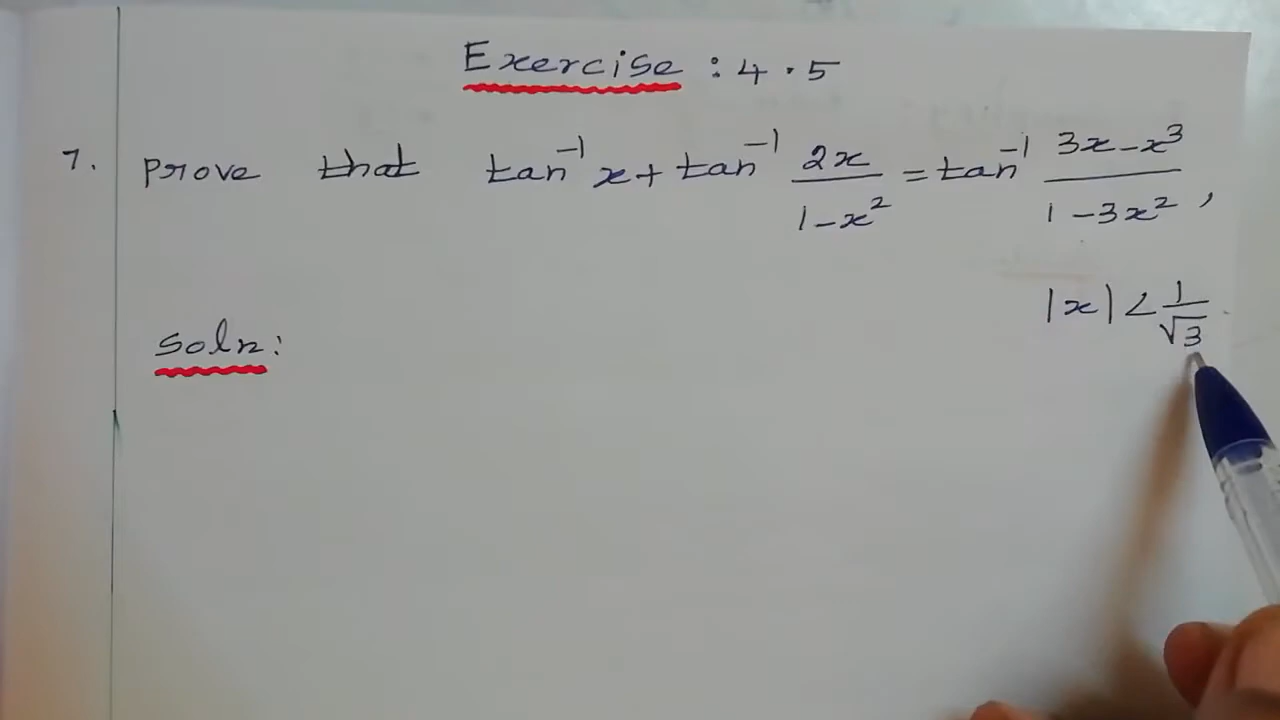 Exercise : 4.5
7. Prove that tan⁻¹ x + tan⁻¹ 2x/(1-x²) = tan⁻¹ (3x-x³)/(1-3x²),
|x| < 1/√3
Soln: